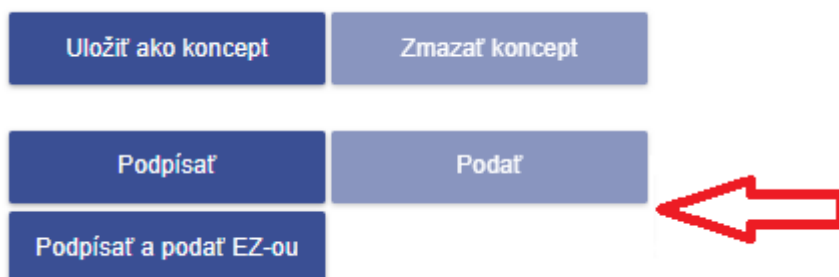 Uložiť ako koncept
Zmazať koncept
Podpísať
Podať
Podpísať a podať EZ-ou